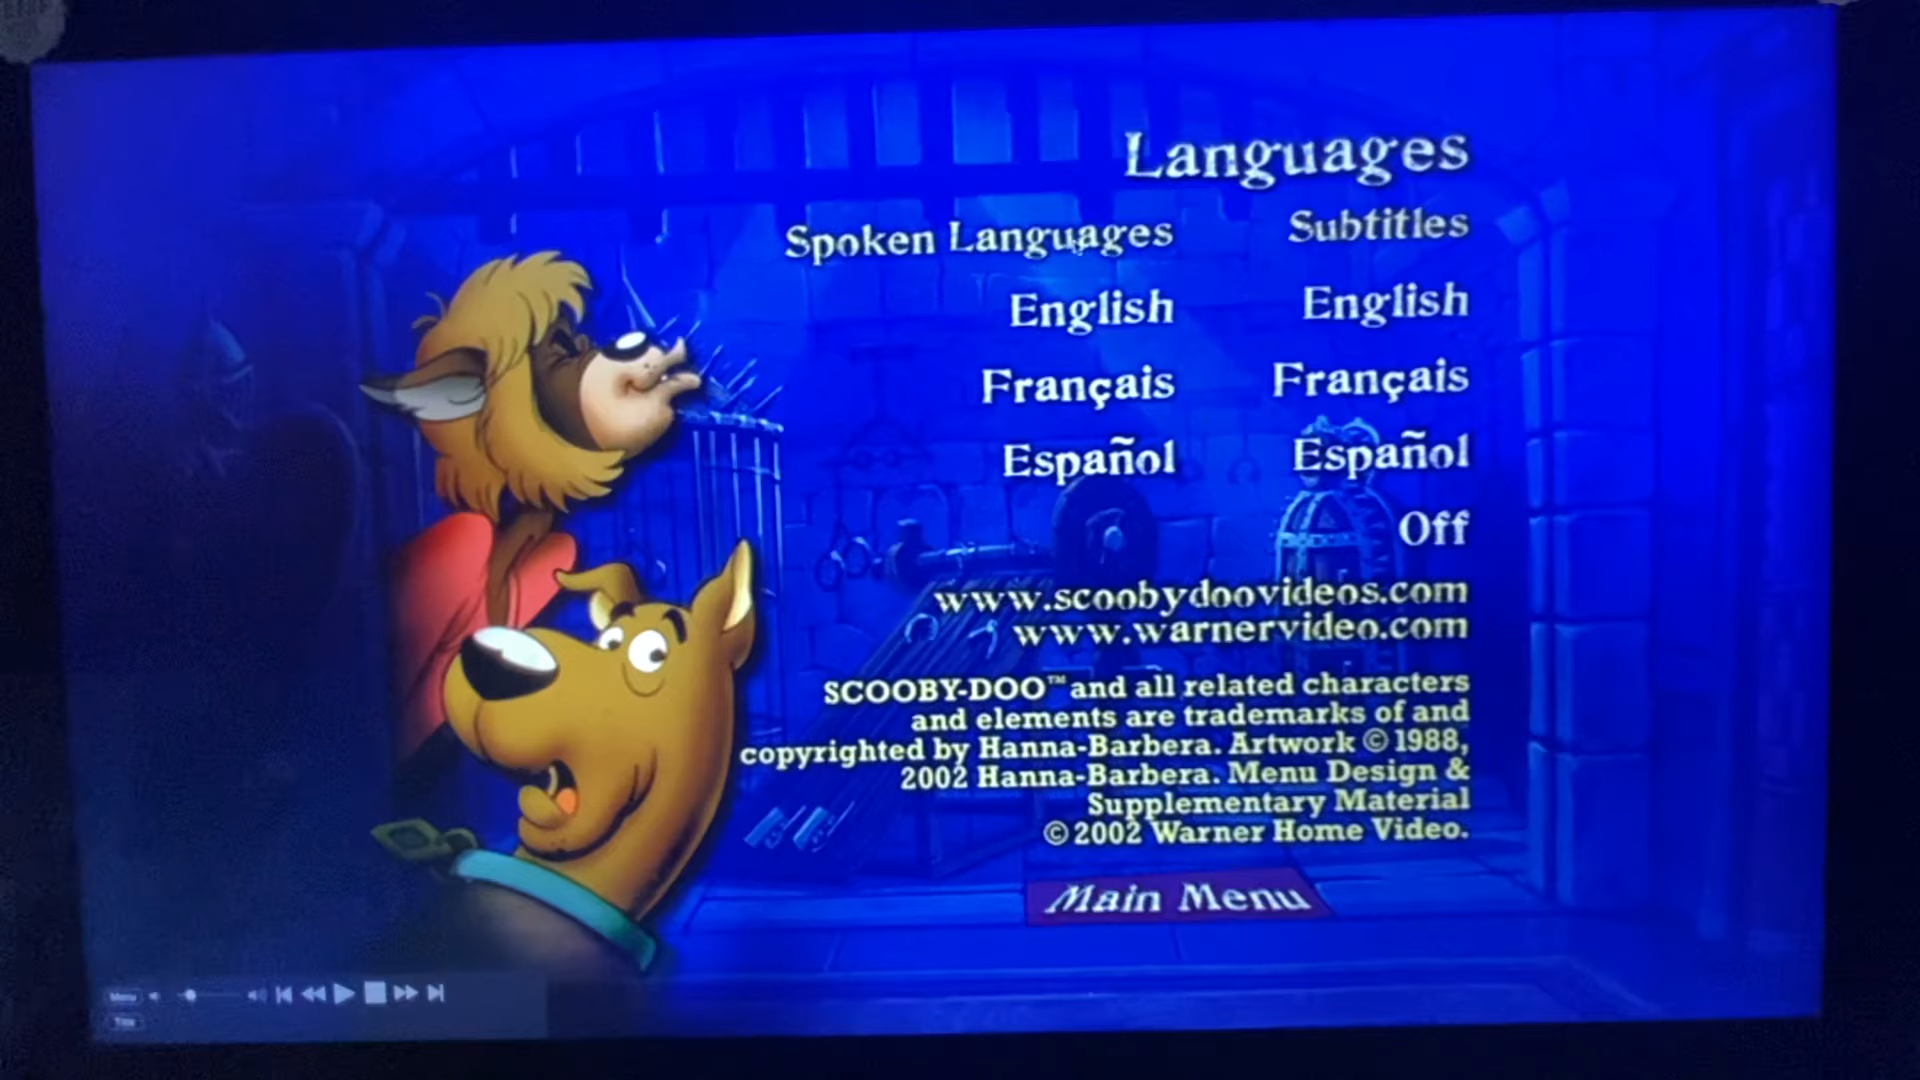 Languages
Spoken Languages
Subtitles
English
English
Français
Français
Español
Español
Off
www.scoobydoovideos.com
www.warnervideo.com
SCOOBY-DOO™ and all related characters
and elements are trademarks of and
copyrighted by Hanna-Barbera. Artwork © 1988,
2002 Hanna-Barbera. Menu Design &
Supplementary Material
© 2002 Warner Home Video.
Main Menu
Menu
Title